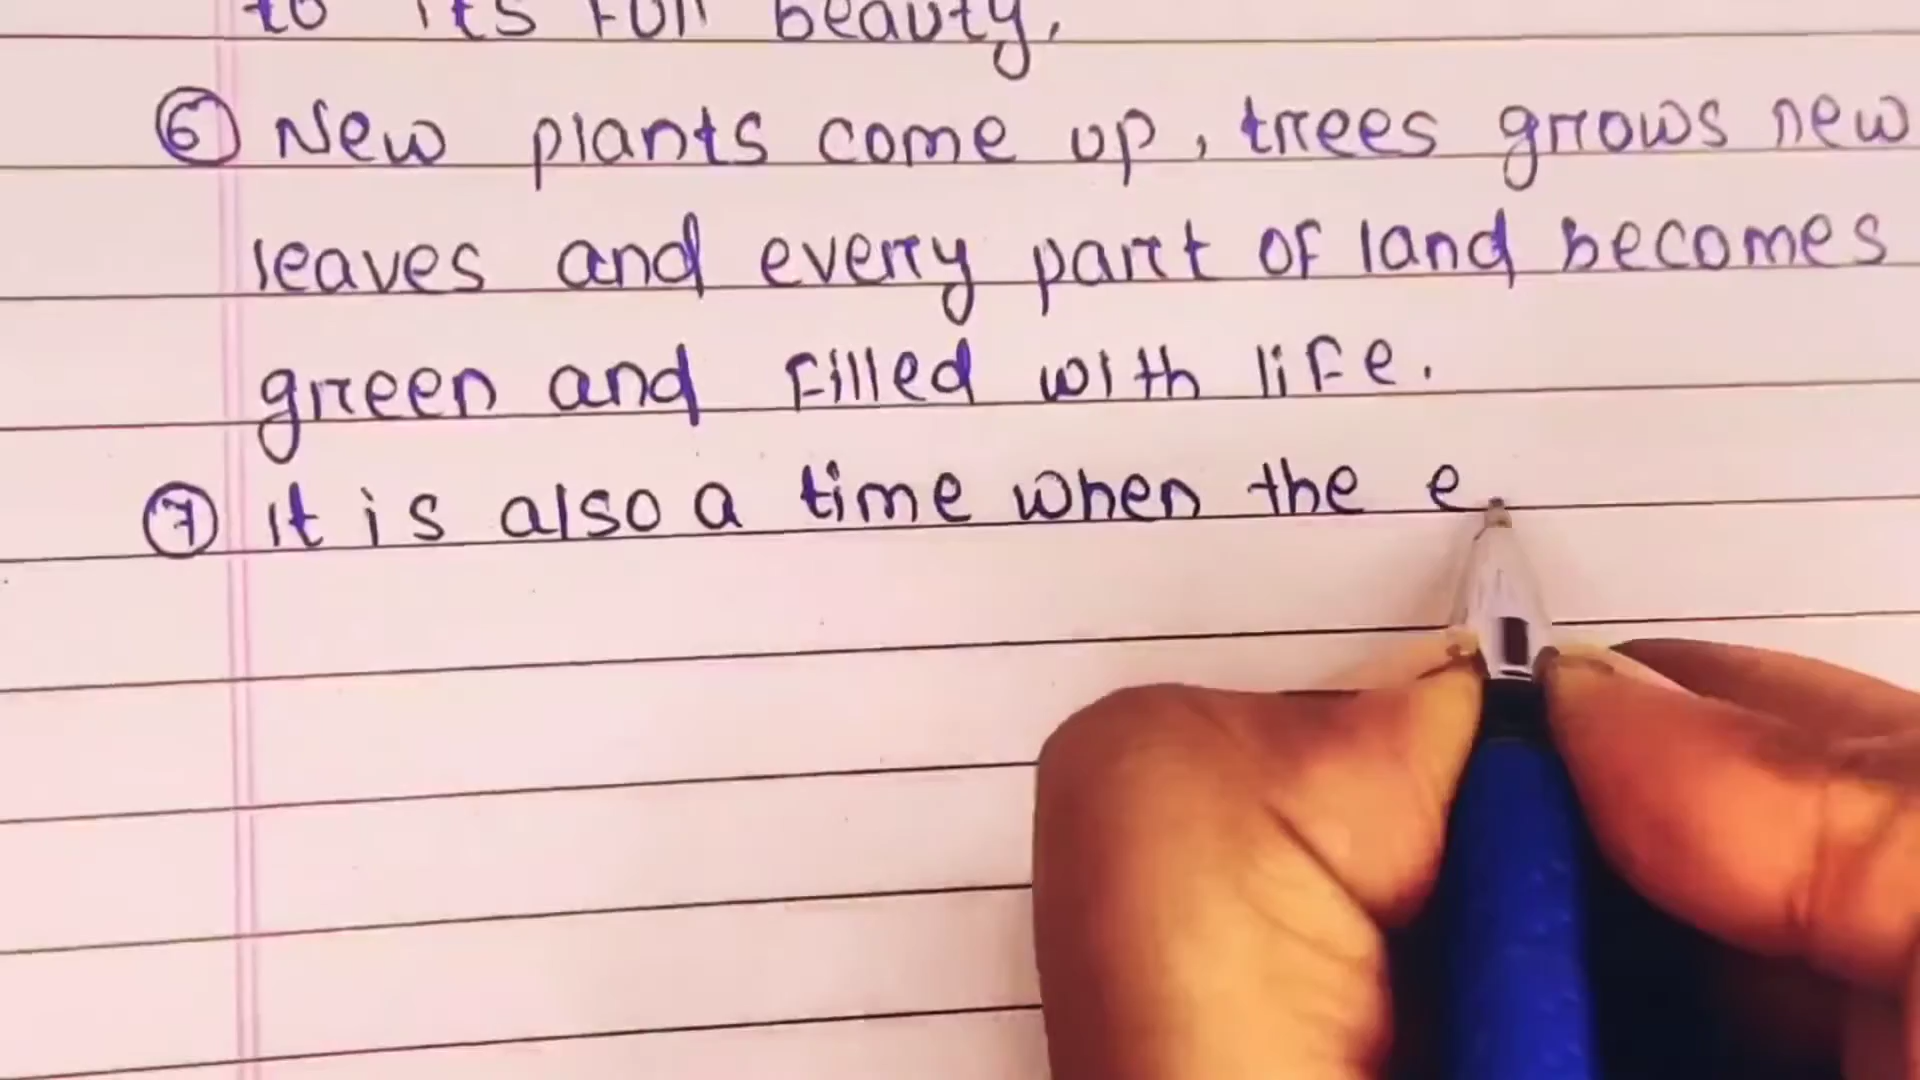 to its full beauty.
⑥ New plants come up, trees grows new
leaves and every part of land becomes
green and filled with life.
⑦ It is also a time when the e